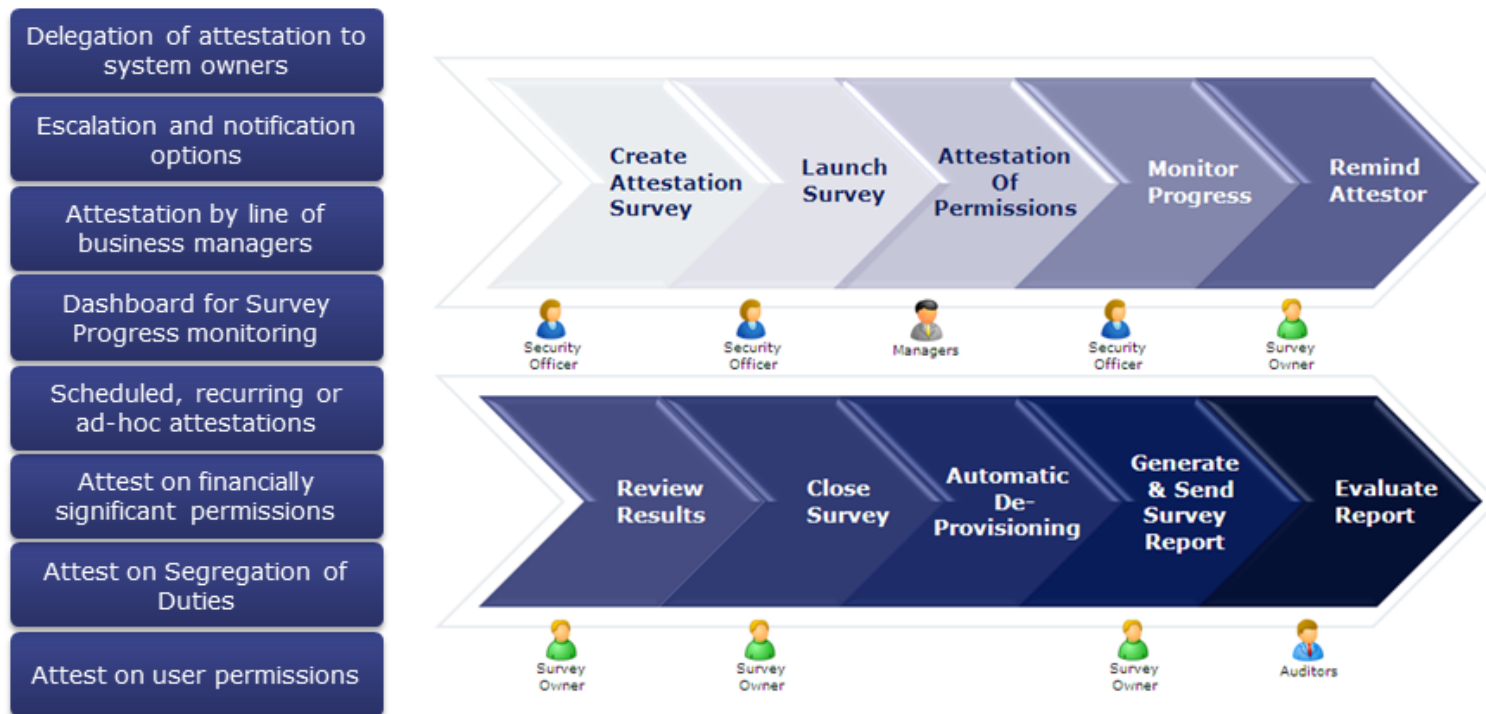 Delegation of attestation to
system owners
Escalation and notification
options
Attestation by line of
business managers
Dashboard for Survey
Progress monitoring
Scheduled, recurring or
ad-hoc attestations
Attest on financially
significant permissions
Attest on Segregation of
Duties
Attest on user permissions
Create
Attestation
Survey
Launch
Survey
Attestation
Of
Permissions
Monitor
Progress
Remind
Attestor
Security
Officer
Security
Officer
Managers
Security
Officer
Survey
Owner
Review
Results
Close
Survey
Automatic
De-
Provisioning
Generate
& Send
Survey
Report
Evaluate
Report
Survey
Owner
Survey
Owner
Survey
Owner
Auditors